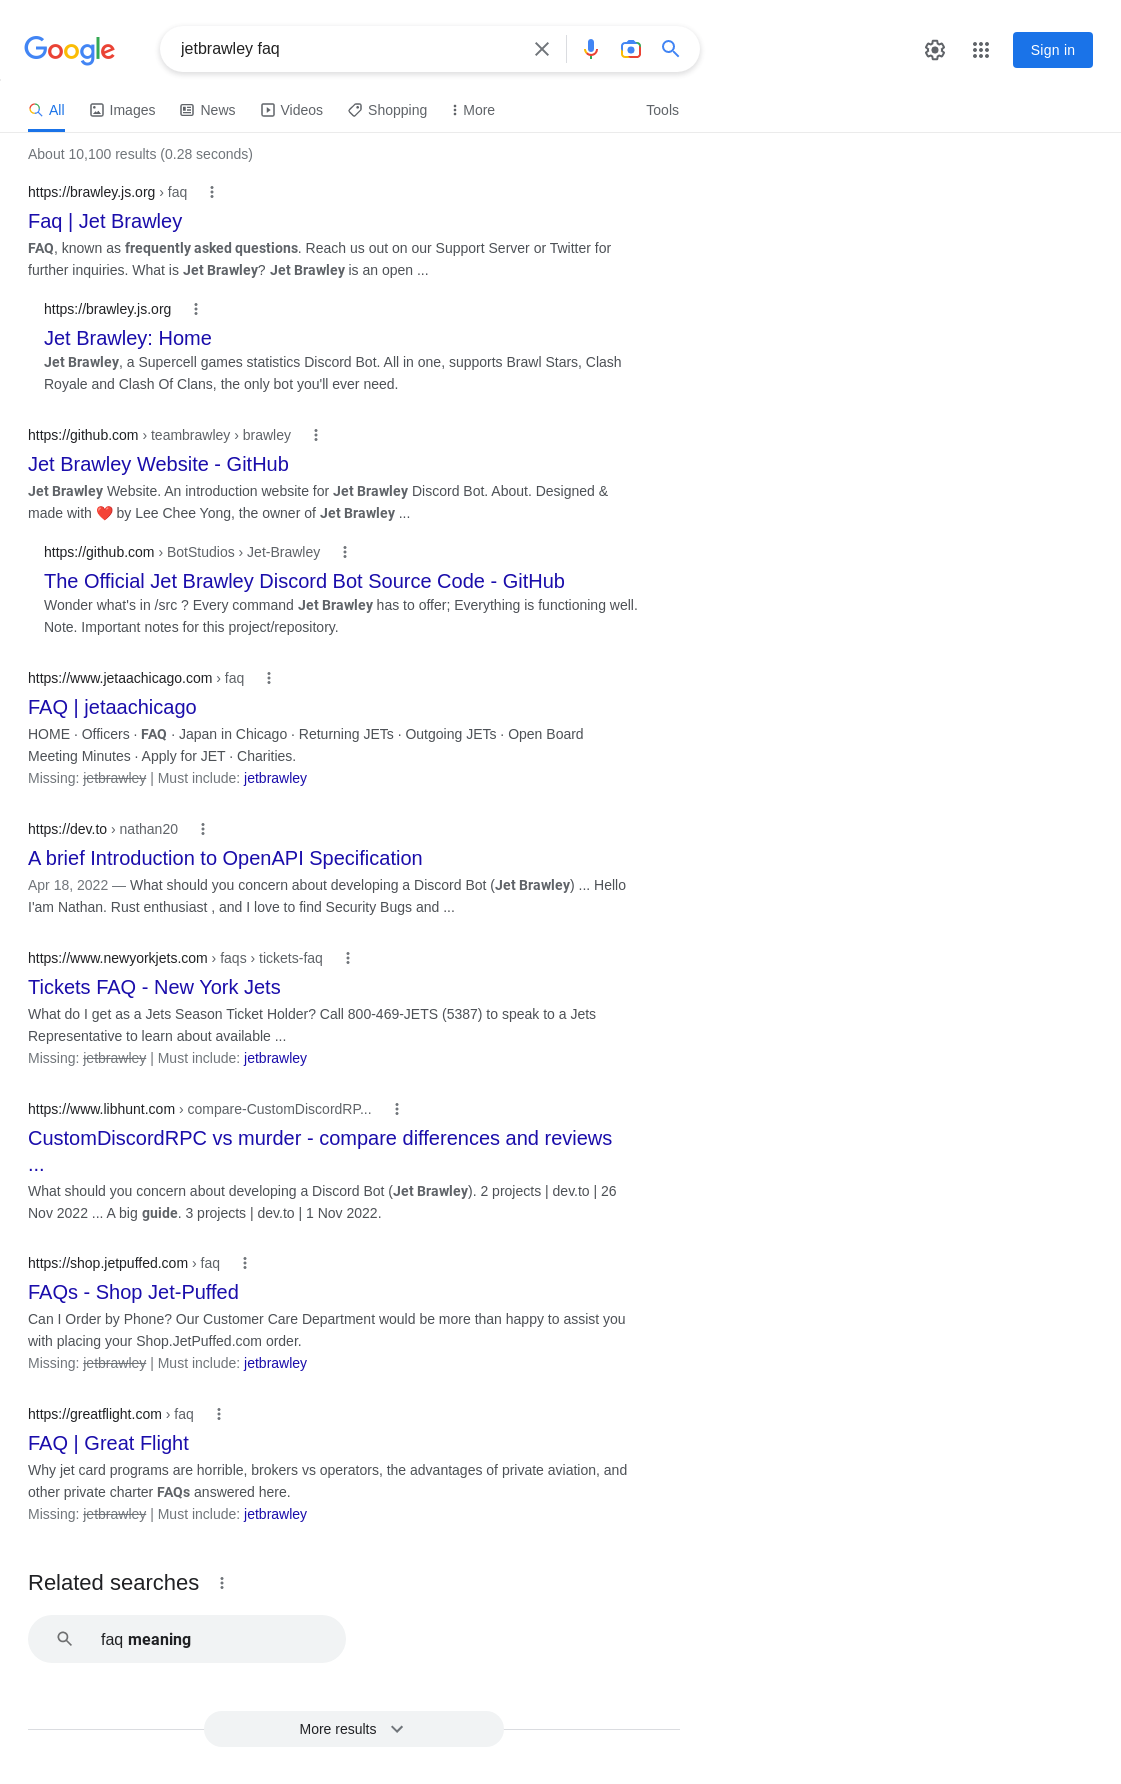 Google
jetbrawley faq
Sign in
All Images News Videos Shopping More Tools
About 10,100 results (0.28 seconds)
https://brawley.js.org › faq
Faq | Jet Brawley
FAQ, known as frequently asked questions. Reach us out on our Support Server or Twitter for
further inquiries. What is Jet Brawley? Jet Brawley is an open ...
https://brawley.js.org
Jet Brawley: Home
Jet Brawley, a Supercell games statistics Discord Bot. All in one, supports Brawl Stars, Clash
Royale and Clash Of Clans, the only bot you'll ever need.
https://github.com › teambrawley › brawley
Jet Brawley Website - GitHub
Jet Brawley Website. An introduction website for Jet Brawley Discord Bot. About. Designed &
made with ❤️ by Lee Chee Yong, the owner of Jet Brawley ...
https://github.com › BotStudios › Jet-Brawley
The Official Jet Brawley Discord Bot Source Code - GitHub
Wonder what's in /src ? Every command Jet Brawley has to offer; Everything is functioning well.
Note. Important notes for this project/repository.
https://www.jetaachicago.com › faq
FAQ | jetaachicago
HOME · Officers · FAQ · Japan in Chicago · Returning JETs · Outgoing JETs · Open Board
Meeting Minutes · Apply for JET · Charities.
Missing: jetbrawley | Must include: jetbrawley
https://dev.to › nathan20
A brief Introduction to OpenAPI Specification
Apr 18, 2022 — What should you concern about developing a Discord Bot (Jet Brawley) ... Hello
I'am Nathan. Rust enthusiast , and I love to find Security Bugs and ...
https://www.newyorkjets.com › faqs › tickets-faq
Tickets FAQ - New York Jets
What do I get as a Jets Season Ticket Holder? Call 800-469-JETS (5387) to speak to a Jets
Representative to learn about available ...
Missing: jetbrawley | Must include: jetbrawley
https://www.libhunt.com › compare-CustomDiscordRP...
CustomDiscordRPC vs murder - compare differences and reviews
...
What should you concern about developing a Discord Bot (Jet Brawley). 2 projects | dev.to | 26
Nov 2022 ... A big guide. 3 projects | dev.to | 1 Nov 2022.
https://shop.jetpuffed.com › faq
FAQs - Shop Jet-Puffed
Can I Order by Phone? Our Customer Care Department would be more than happy to assist you
with placing your Shop.JetPuffed.com order.
Missing: jetbrawley | Must include: jetbrawley
https://greatflight.com › faq
FAQ | Great Flight
Why jet card programs are horrible, brokers vs operators, the advantages of private aviation, and
other private charter FAQs answered here.
Missing: jetbrawley | Must include: jetbrawley
Related searches
faq meaning
More results